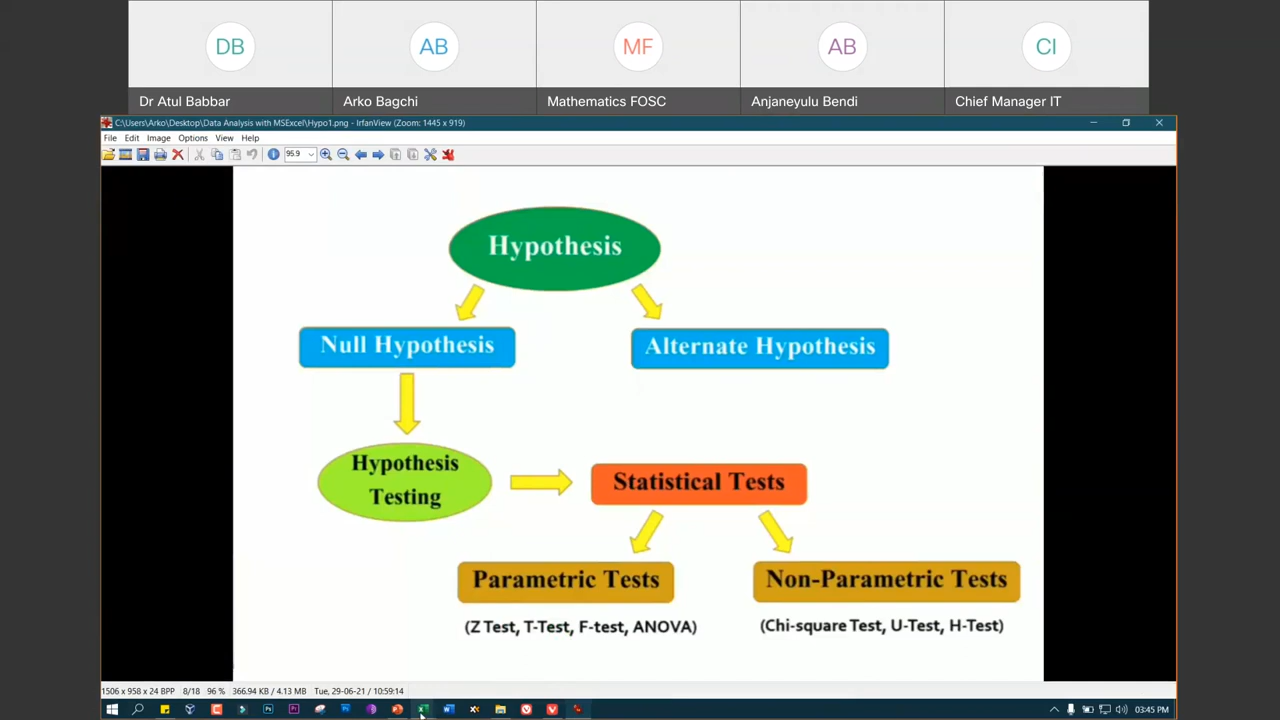 DB
AB
MF
AB
CI
Dr Atul Babbar
Arko Bagchi
Mathematics FOSC
Anjaneyulu Bendi
Chief Manager IT
C:\Users\Arko\Desktop\Data Analysis with MSExcel\Hypo1.png - IrfanView (Zoom: 1445 x 919)
File Edit Image Options View Help
95.9
Hypothesis
Null Hypothesis
Alternate Hypothesis
Hypothesis
Testing
Statistical Tests
Parametric Tests
Non-Parametric Tests
(Z Test, T-Test, F-test, ANOVA)
(Chi-square Test, U-Test, H-Test)
1506 x 958 x 24 BPP 8/18 96 % 366.94 KB / 4.13 MB Tue, 29-06-21 / 10:59:14
03:45 PM